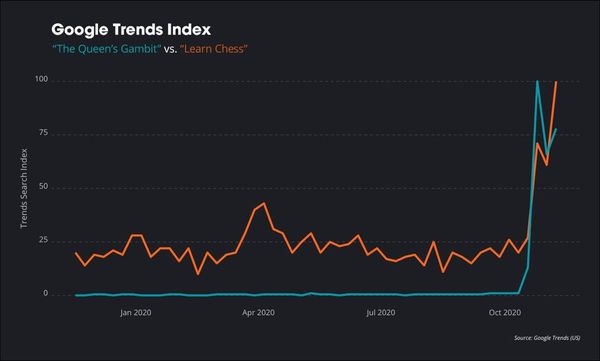 Google Trends Index
“The Queen’s Gambit” vs. “Learn Chess”
100
75
50
25
0
Trends Search Index
Jan 2020 Apr 2020 Jul 2020 Oct 2020
Source: Google Trends (US)